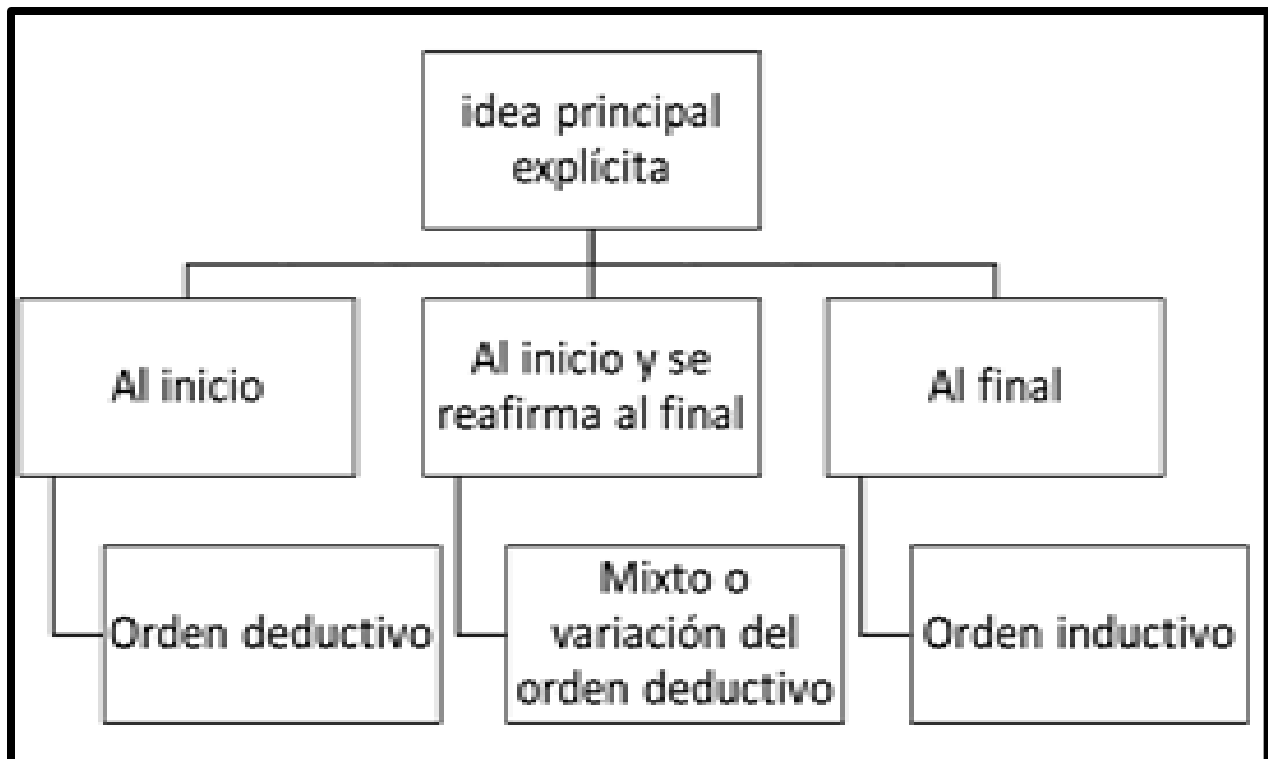 idea principal
explícita
Al inicio
Al inicio y se
reafirma al final
Al final
Orden deductivo
Mixto o
variación del
orden deductivo
Orden inductivo